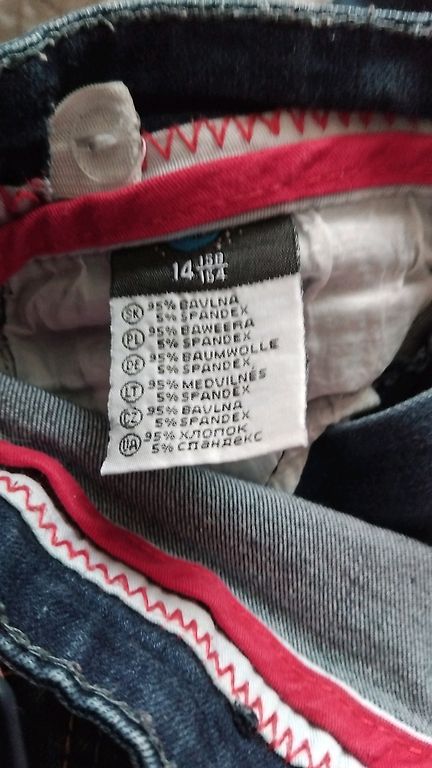 14 158
164
SK 95% BAVLNA
5% SPANDEX
PL 95% BAWEŁNA
5% SPANDEX
DE 95% BAUMWOLLE
5% SPANDEX
LT 95% MEDVILNĖS
5% SPANDEX
CZ 95% BAVLNA
5% SPANDEX
UA 95% ХЛОПОК
5% СПАНДЕКС